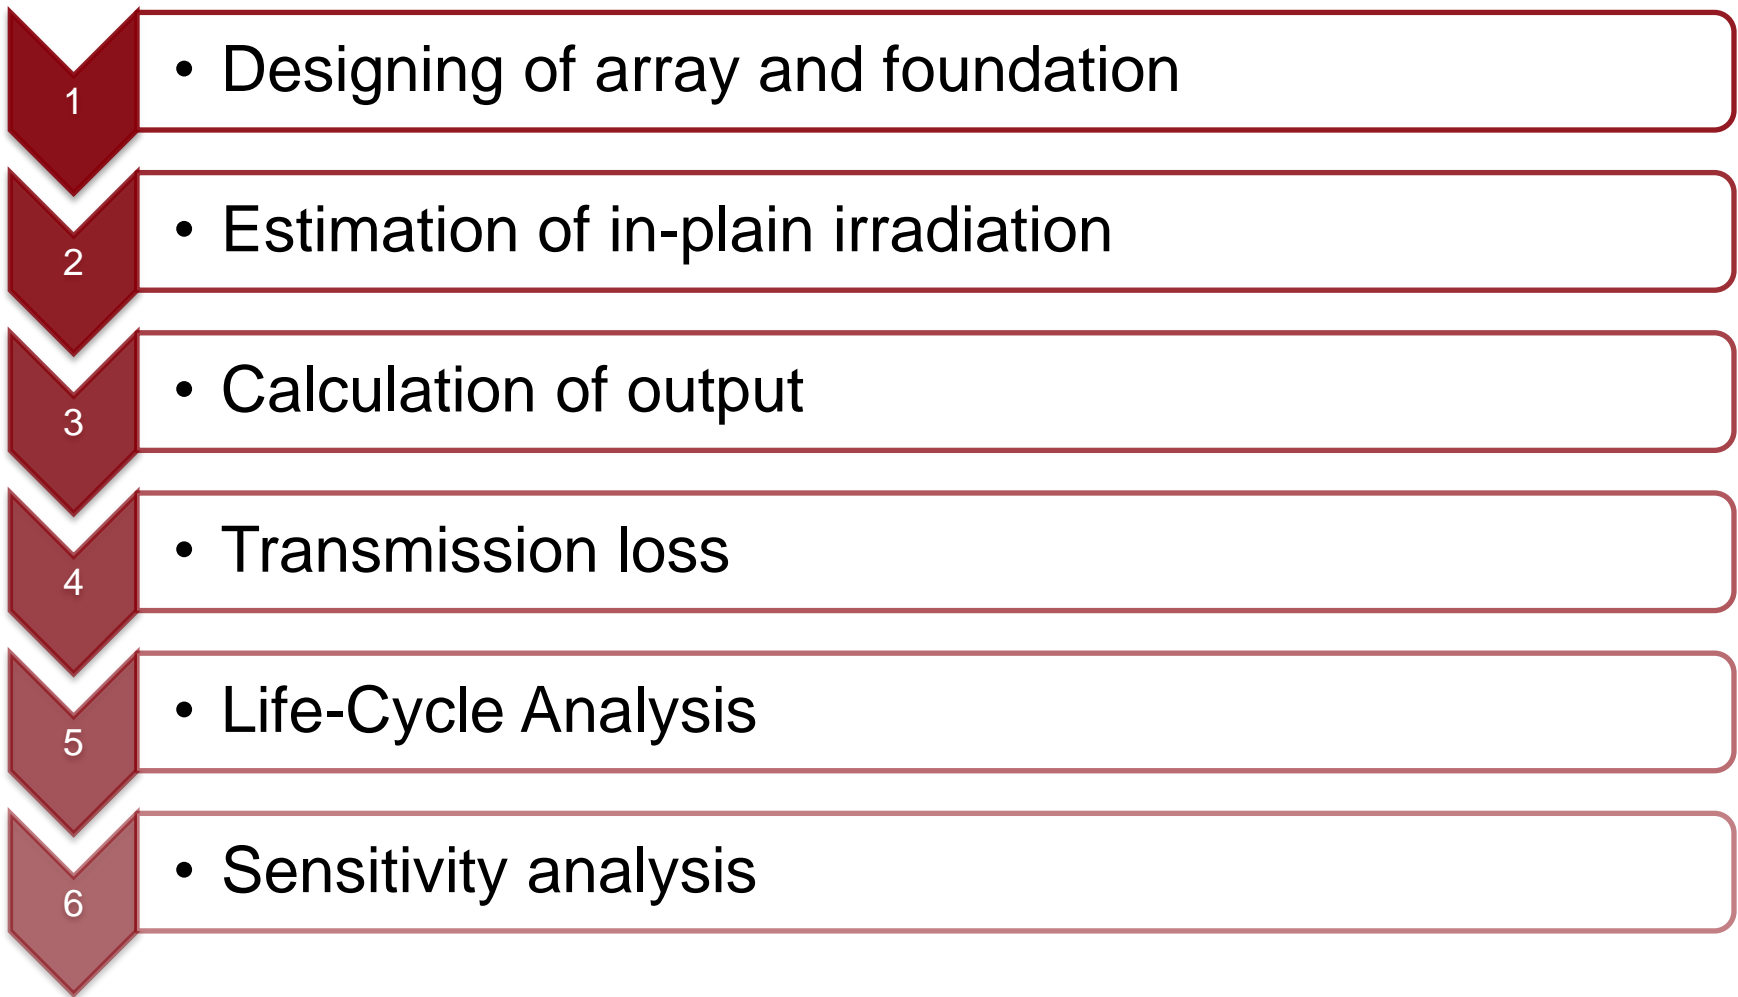 1
• Designing of array and foundation
2
• Estimation of in-plain irradiation
3
• Calculation of output
4
• Transmission loss
5
• Life-Cycle Analysis
6
• Sensitivity analysis